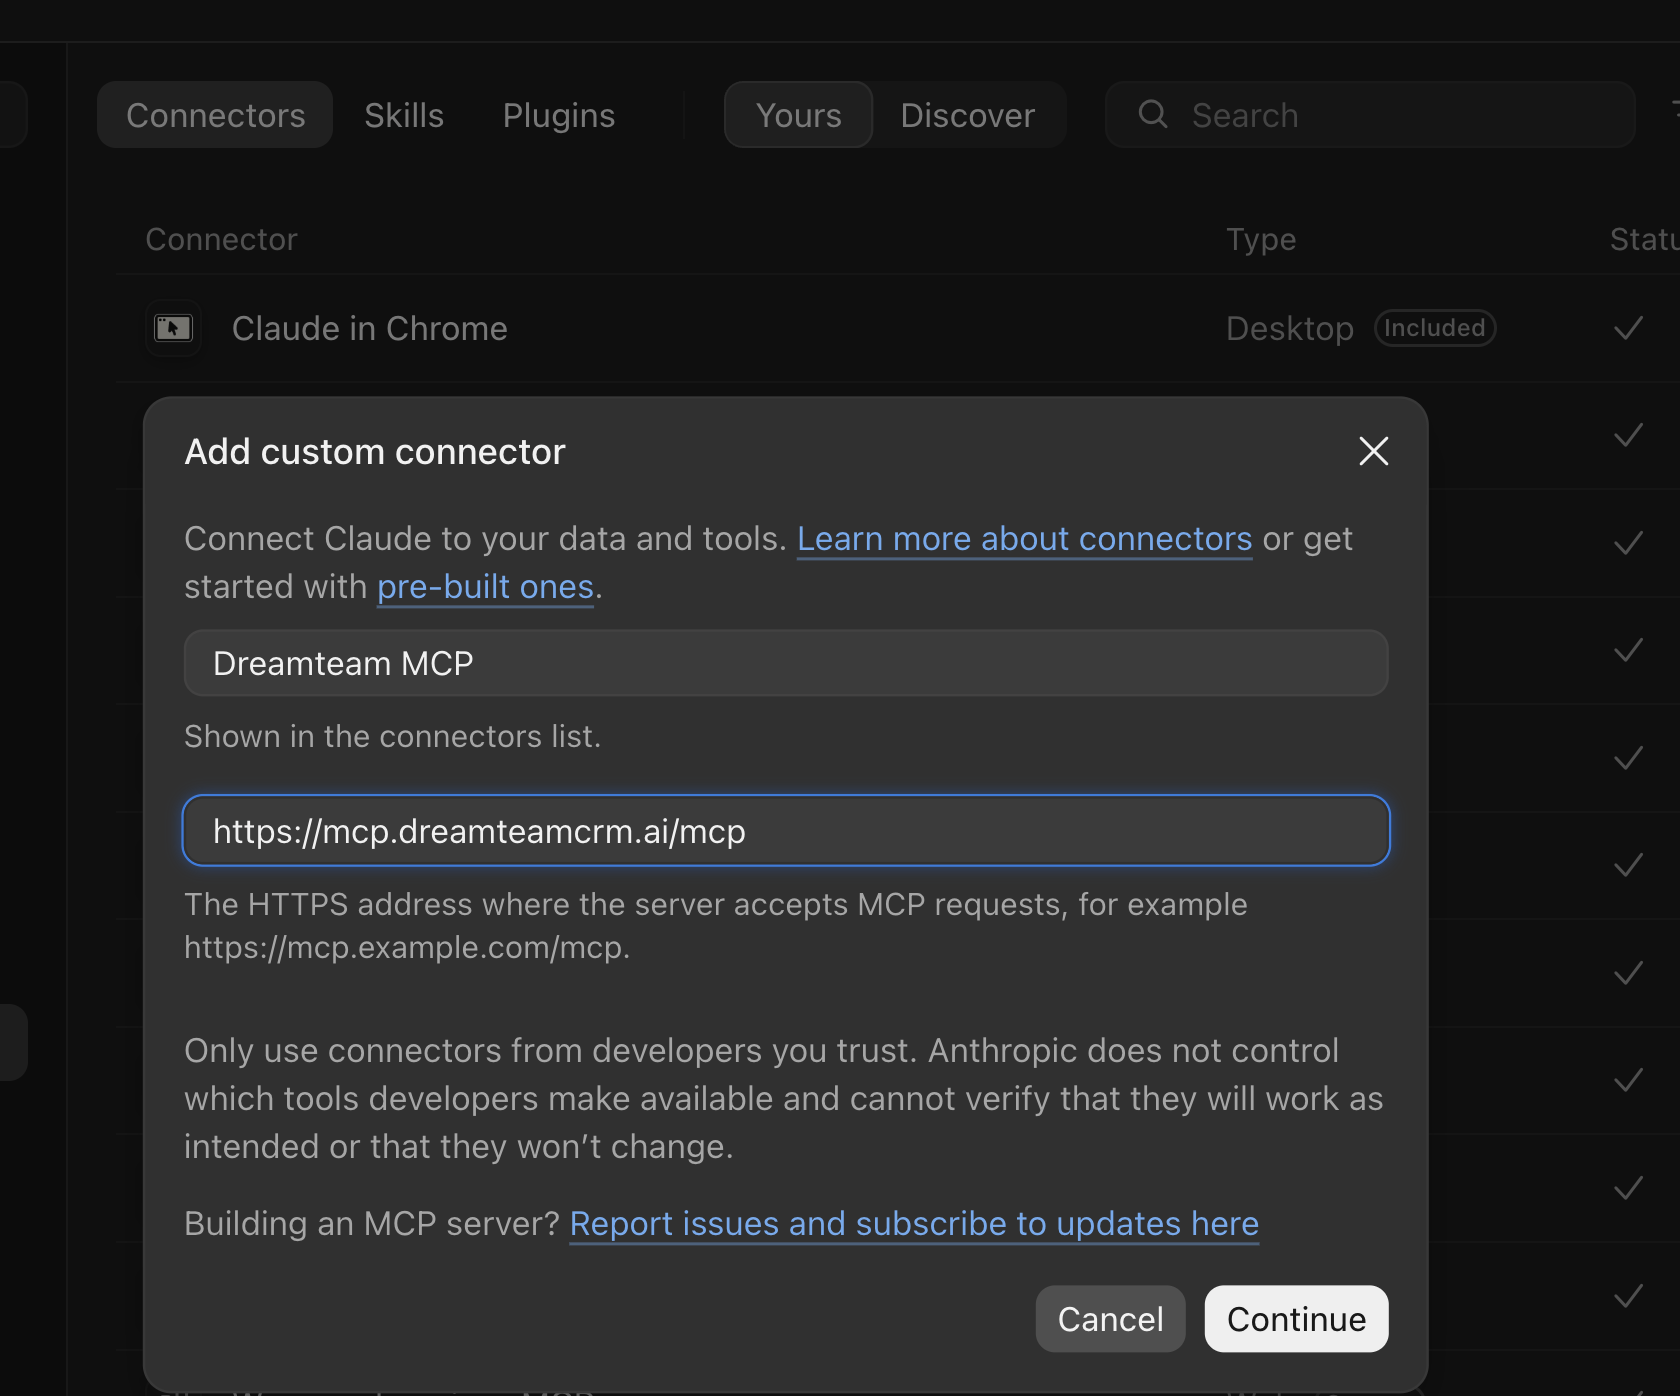 Connectors Skills Plugins Yours Discover Search
Connector Type Statu
Claude in Chrome Desktop Included
Add custom connector
Connect Claude to your data and tools. Learn more about connectors or get
started with pre-built ones.
Dreamteam MCP
Shown in the connectors list.
https://mcp.dreamteamcrm.ai/mcp
The HTTPS address where the server accepts MCP requests, for example
https://mcp.example.com/mcp.
Only use connectors from developers you trust. Anthropic does not control
which tools developers make available and cannot verify that they will work as
intended or that they won’t change.
Building an MCP server? Report issues and subscribe to updates here
Cancel Continue